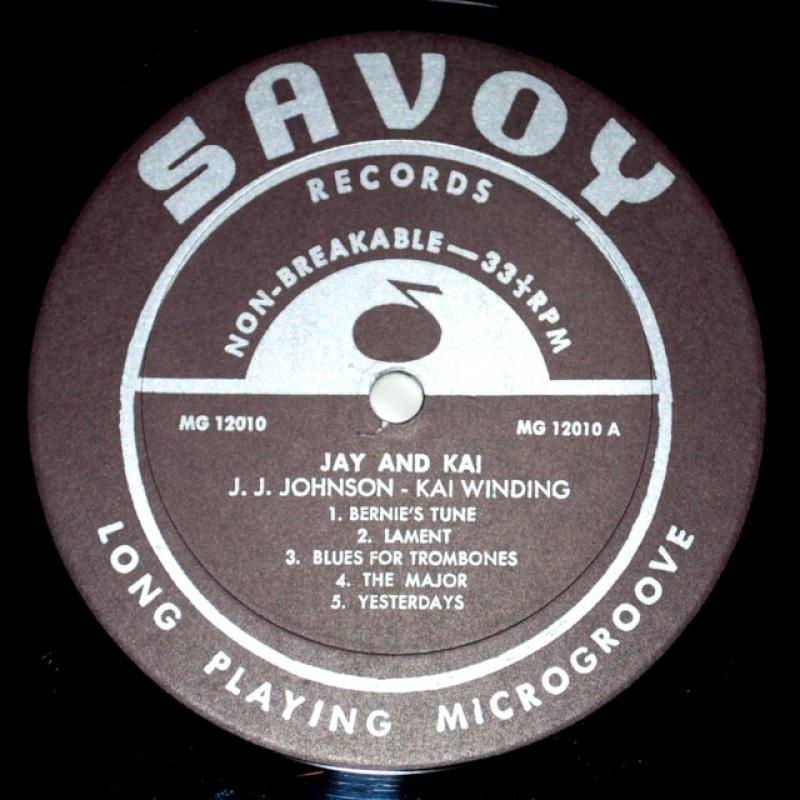 SAVOY
RECORDS
NON-BREAKABLE—33⅓RPM
MG 12010
MG 12010 A
JAY AND KAI
J. J. JOHNSON - KAI WINDING
1. BERNIE'S TUNE
2. LAMENT
3. BLUES FOR TROMBONES
4. THE MAJOR
5. YESTERDAYS
LONG PLAYING MICROGROOVE